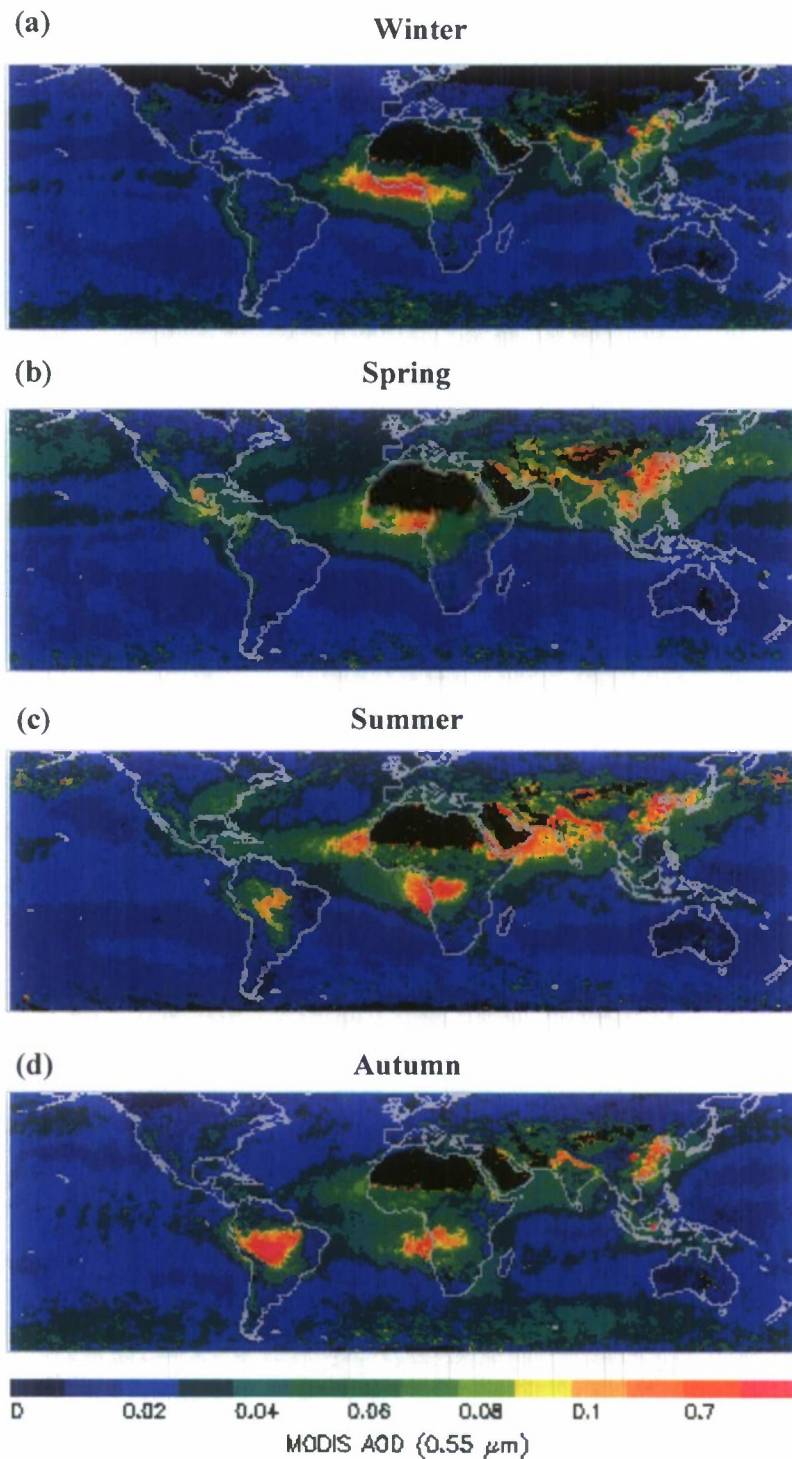 (a)
Winter
(b)
Spring
(c)
Summer
(d)
Autumn
0 0.02 0.04 0.06 0.08 0.1 0.7
MODIS AOD (0.55 μm)